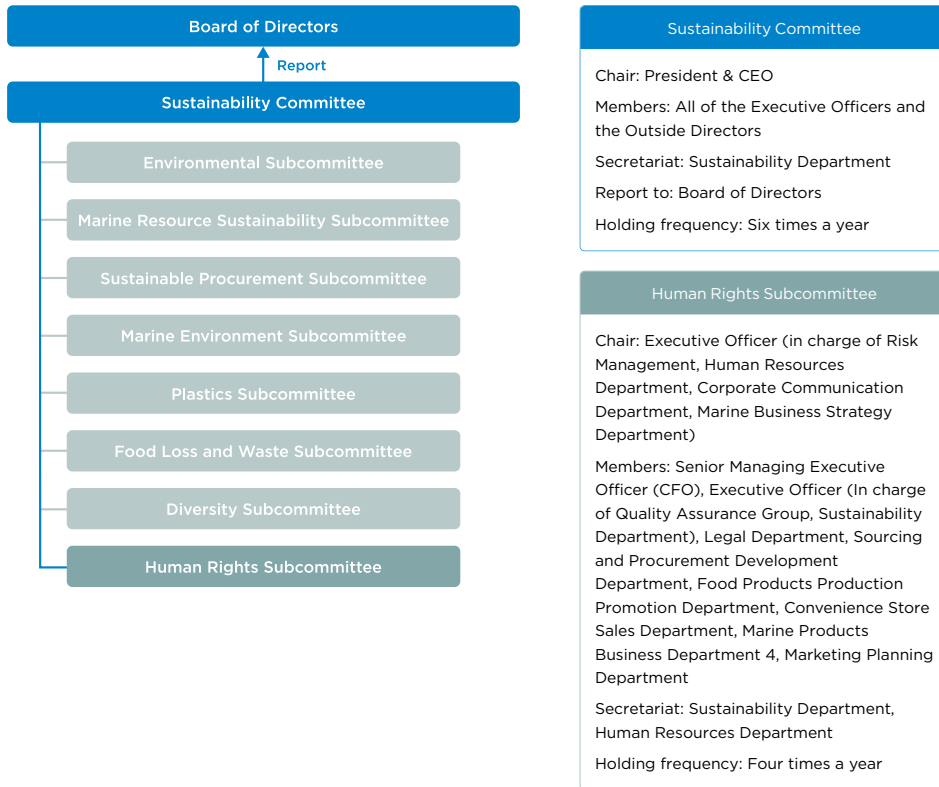 Board of Directors
Report
Sustainability Committee
Environmental Subcommittee
Marine Resource Sustainability Subcommittee
Sustainable Procurement Subcommittee
Marine Environment Subcommittee
Plastics Subcommittee
Food Loss and Waste Subcommittee
Diversity Subcommittee
Human Rights Subcommittee
Sustainability Committee
Chair: President & CEO
Members: All of the Executive Officers and
the Outside Directors
Secretariat: Sustainability Department
Report to: Board of Directors
Holding frequency: Six times a year
Human Rights Subcommittee
Chair: Executive Officer (in charge of Risk
Management, Human Resources
Department, Corporate Communication
Department, Marine Business Strategy
Department)
Members: Senior Managing Executive
Officer (CFO), Executive Officer (In charge
of Quality Assurance Group, Sustainability
Department), Legal Department, Sourcing
and Procurement Development
Department, Food Products Production
Promotion Department, Convenience Store
Sales Department, Marine Products
Business Department 4, Marketing Planning
Department
Secretariat: Sustainability Department,
Human Resources Department
Holding frequency: Four times a year